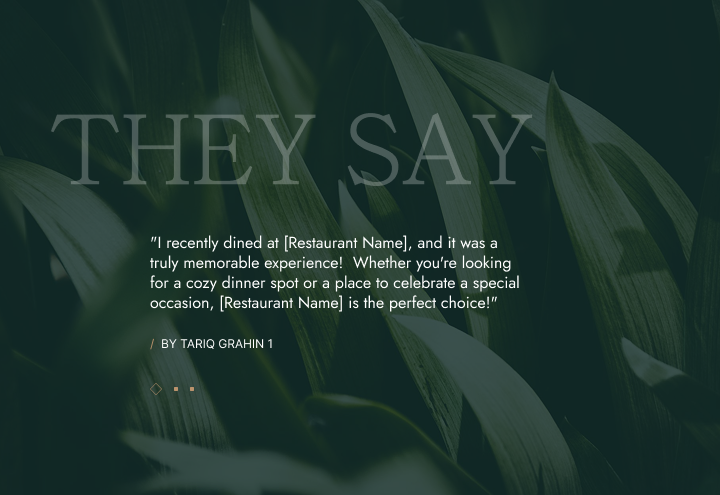 THEY SAY
"I recently dined at [Restaurant Name], and it was a
truly memorable experience!  Whether you're looking
for a cozy dinner spot or a place to celebrate a special
occasion, [Restaurant Name] is the perfect choice!"
/ BY TARIQ GRAHIN 1